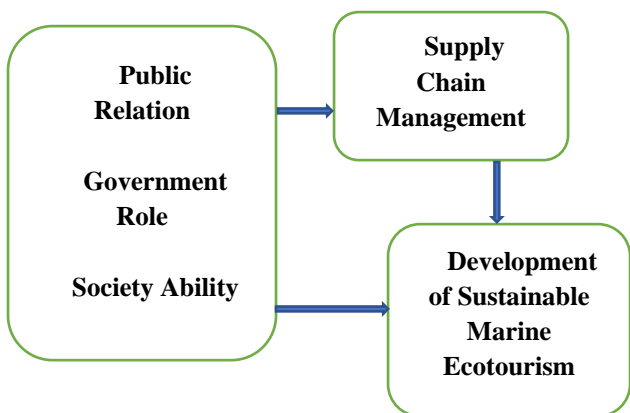 Public
Relation
Government
Role
Society Ability
Supply
Chain
Management
Development
of Sustainable
Marine
Ecotourism